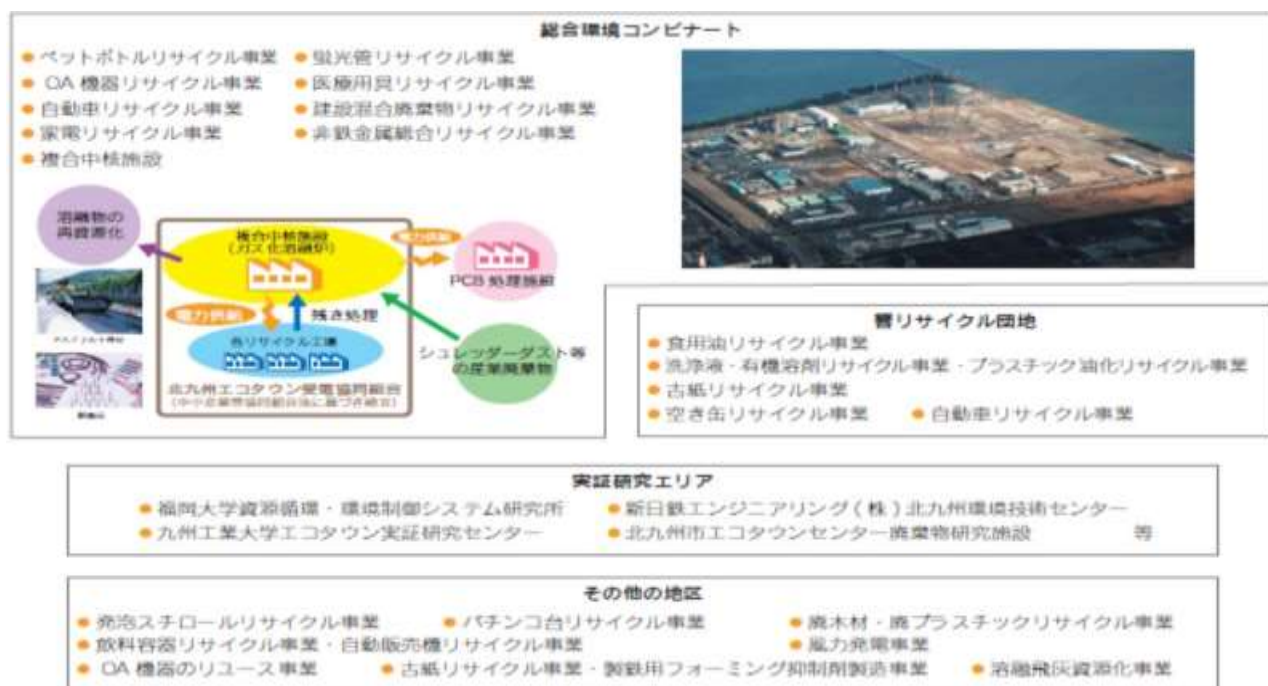 総合環境コンビナート
● ペットボトルリサイクル事業 ● 蛍光管リサイクル事業
● OA 機器リサイクル事業 ● 医療用具リサイクル事業
● 自動車リサイクル事業 ● 建設混合廃棄物リサイクル事業
● 家電リサイクル事業 ● 非鉄金属総合リサイクル事業
● 複合中核施設
溶融物の
再資源化
複合中核施設
(ガス化溶融炉)
電力供給
PCB 処理施設
電力供給
残さ処理
各リサイクル工場
シュレッダーダスト等
の産業廃棄物
北九州エコタウン受電協同組合
響リサイクル団地
● 食用油リサイクル事業
● 洗浄液・有機溶剤リサイクル事業・プラスチック油化リサイクル事業
● 古紙リサイクル事業
● 空き缶リサイクル事業 ● 自動車リサイクル事業
実証研究エリア
● 福岡大学資源循環・環境制御システム研究所 ● 新日鉄エンジニアリング(株)北九州環境技術センター
● 九州工業大学エコタウン実証研究センター ● 北九州市エコタウンセンター廃棄物研究施設 等
その他の地区
● 発泡スチロールリサイクル事業 ● パチンコ台リサイクル事業 ● 廃木材・廃プラスチックリサイクル事業
● 飲料容器リサイクル事業・自動販売機リサイクル事業 ● 風力発電事業
● OA 機器のリユース事業 ● 古紙リサイクル事業・製鉄用フォーミング抑制剤製造事業 ● 溶融飛灰資源化事業